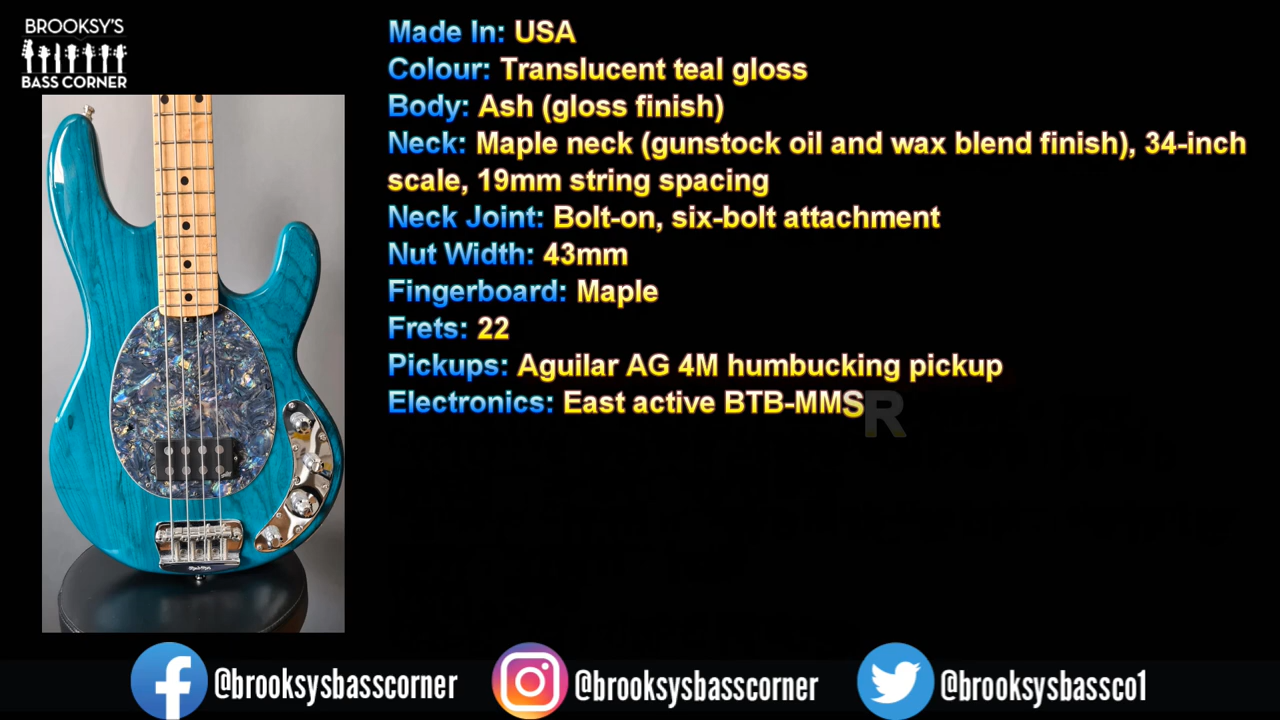 BROOKSY'S
BASS CORNER
Made In: USA
Colour: Translucent teal gloss
Body: Ash (gloss finish)
Neck: Maple neck (gunstock oil and wax blend finish), 34-inch
scale, 19mm string spacing
Neck Joint: Bolt-on, six-bolt attachment
Nut Width: 43mm
Fingerboard: Maple
Frets: 22
Pickups: Aguilar AG 4M humbucking pickup
Electronics: East active BTB-MMSR
@brooksysbasscorner
@brooksysbasscorner
@brooksysbassco1